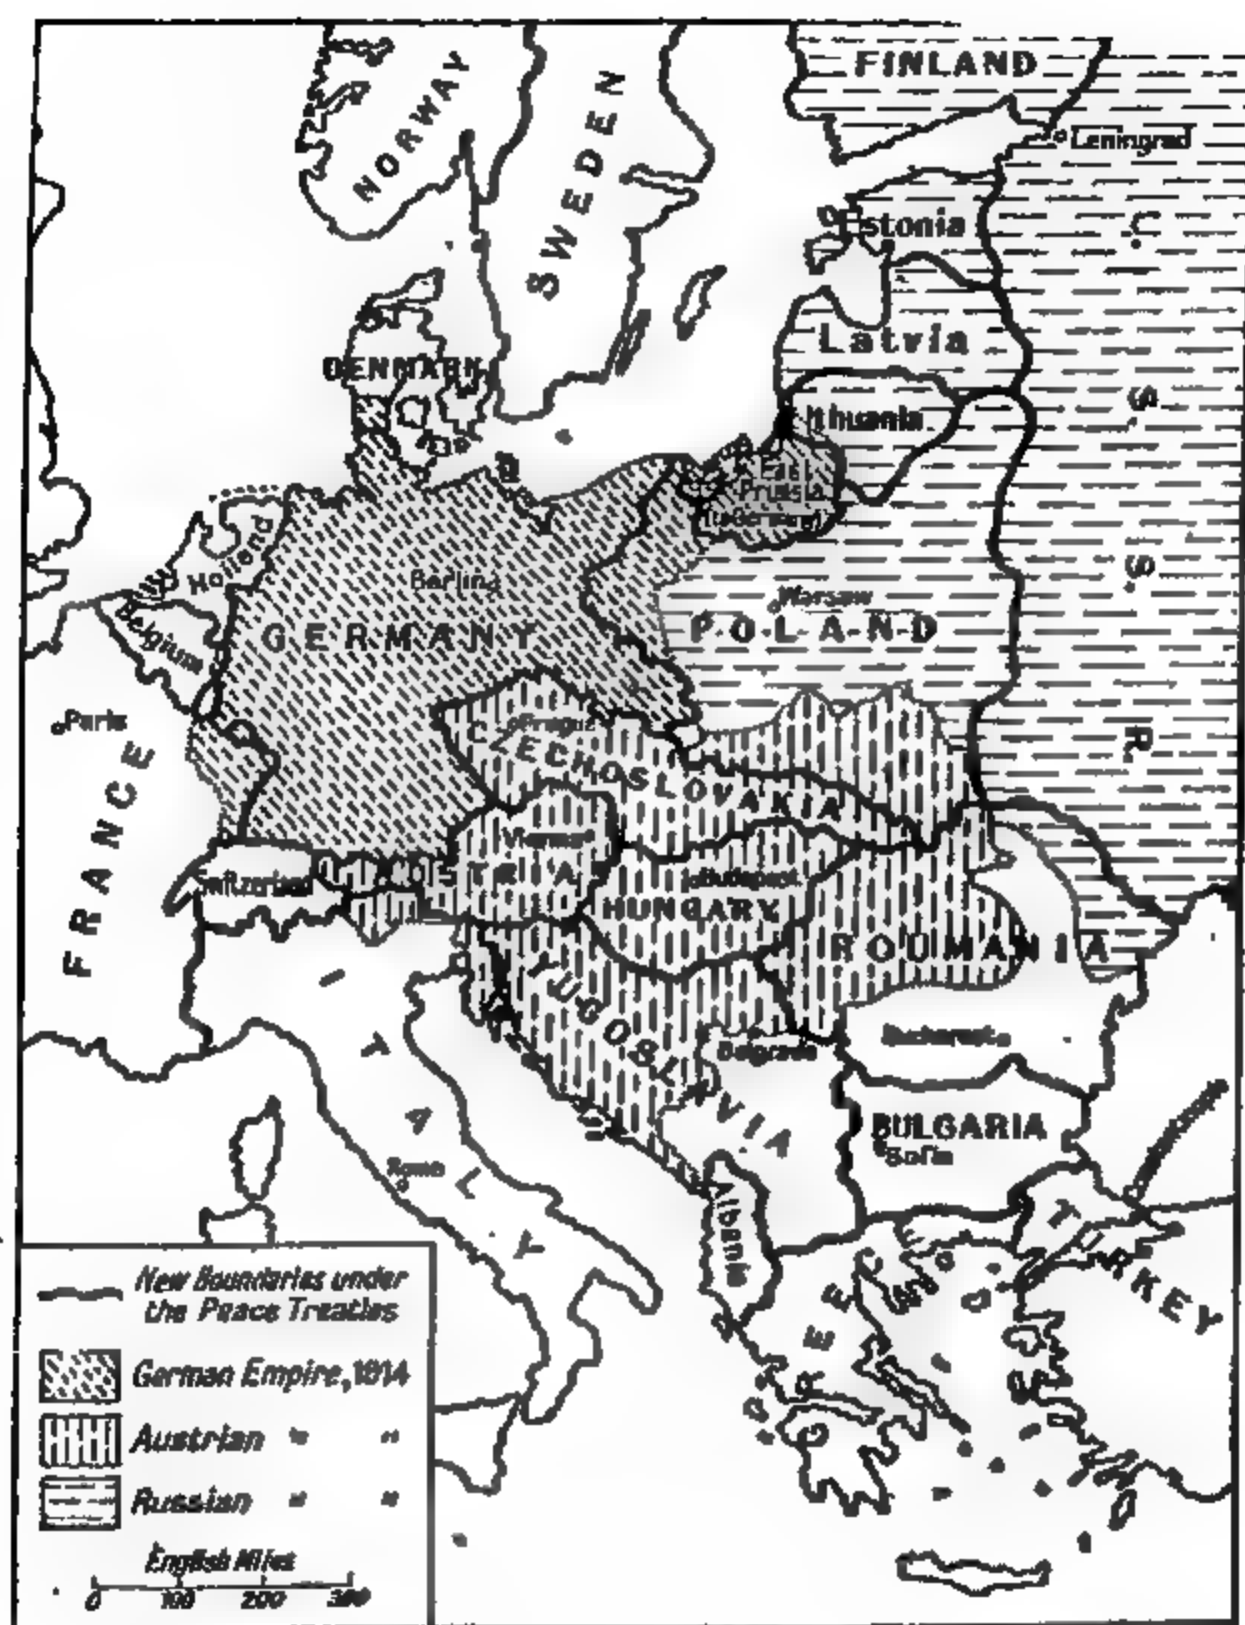 FINLAND
NORWAY
SWEDEN
Leningrad
Estonia
U.
S.
S.
R.
Latvia
DENMARK
Lithuania
East
Prussia
(to Germany)
Holland
Berlin
Belgium
GERMANY
Warsaw
POLAND
Paris
Prague
CZECHOSLOVAKIA
FRANCE
Vienna
AUSTRIA
Switzerland
Budapest
HUNGARY
ROUMANIA
ITALY
YUGOSLAVIA
Belgrade
Bucharest
BULGARIA
Sofia
Rome
Albania
TURKEY
GREECE
New Boundaries under
the Peace Treaties
German Empire, 1914
Austrian " "
Russian " "
English Miles
0 100 200 300